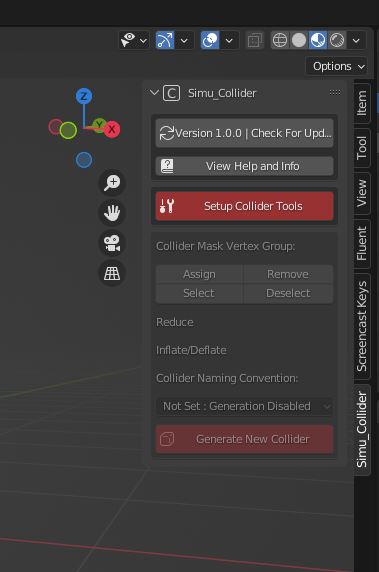 Options
Z
Y
X
C
Simu_Collider
Version 1.0.0 | Check For Upd...
View Help and Info
Setup Collider Tools
Collider Mask Vertex Group:
Assign Remove
Select Deselect
Reduce
Inflate/Deflate
Collider Naming Convention:
Not Set : Generation Disabled
Generate New Collider
Item
Tool
View
Fluent
Screencast Keys
Simu_Collider